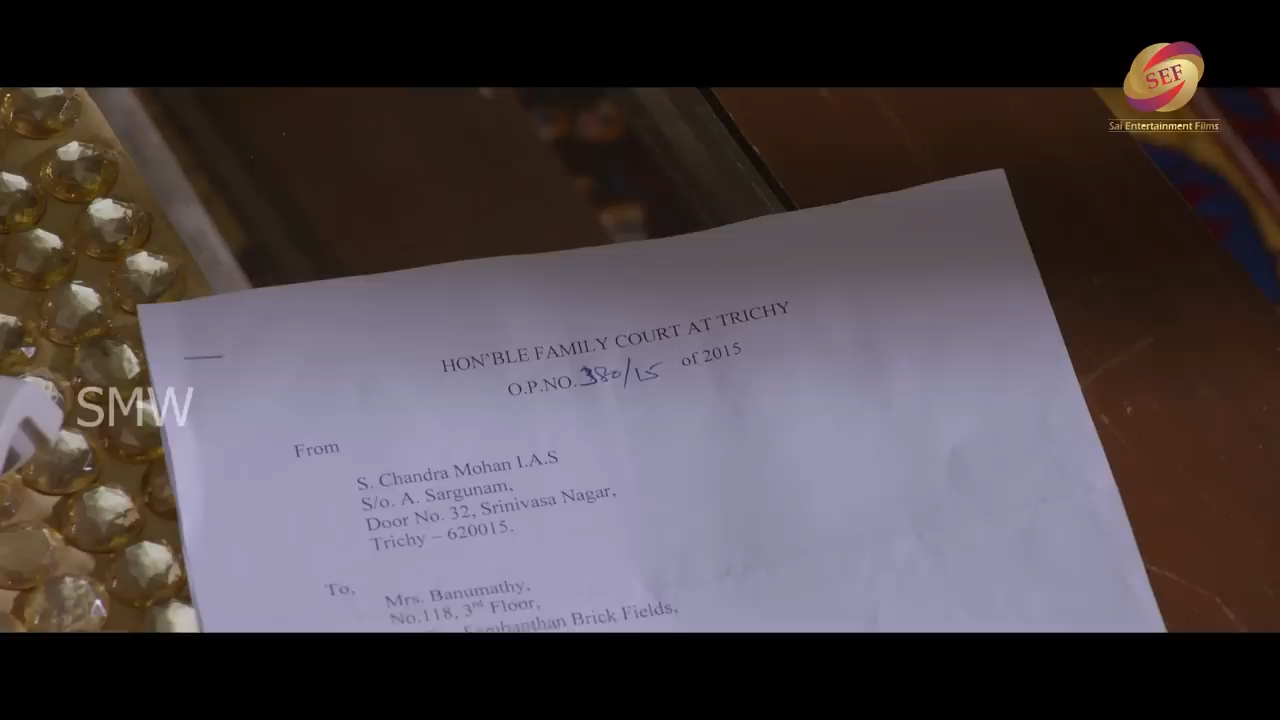 SEF
Sai Entertainment Films
HON'BLE FAMILY COURT AT TRICHY
O.P.NO. 380/15 of 2015
SMW
From
S. Chandra Mohan I.A.S
S/o. A. Sargunam,
Door No. 32, Srinivasa Nagar,
Trichy – 620015.
To,
Mrs. Banumathy,
No.118, 3rd Floor,
Brick Fields,